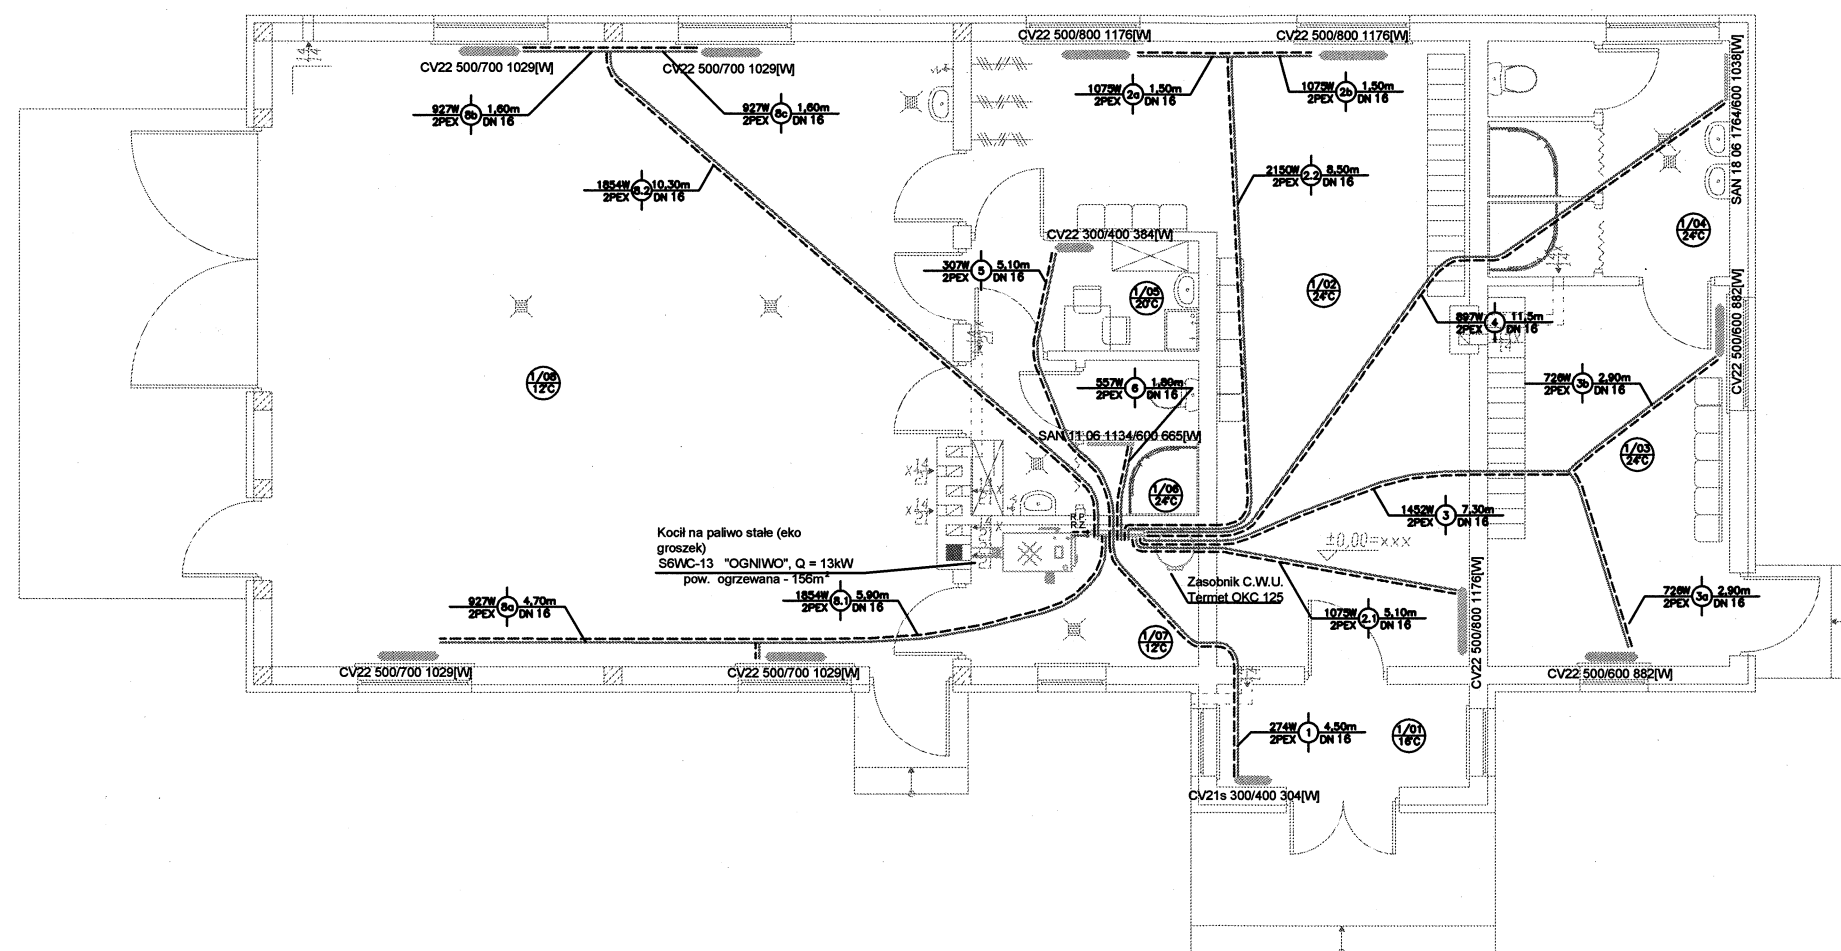 CV22 500/800 1176[W]
CV22 500/800 1176[W]
CV22 500/700 1029[W]
CV22 500/700 1029[W]
SAN 18 06 1764/600 1038[W]
927W 8b 1,60m
2PEX DN 16
927W 8c 1,60m
2PEX DN 16
1075W 2a 1,50m
2PEX DN 16
1075W 2b 1,50m
2PEX DN 16
1854W 8.2 10,30m
2PEX DN 16
2150W 2.2 8,50m
2PEX DN 16
1/04
24°C
CV22 300/400 384[W]
307W 5 5,10m
2PEX DN 16
1/05
20°C
1/02
24°C
CV22 500/600 882[W]
897W 4 11,5m
2PEX DN 16
1/08
12°C
557W 6 1,80m
2PEX DN 16
726W 3b 2,90m
2PEX DN 16
SAN 11 06 1134/600 665[W]
1/03
24°C
1/06
24°C
x 14
21
x 14
21
1452W 3 7,30m
2PEX DN 16
±0,00=xxx
Kocił na paliwo stałe (eko
groszek)
S6WC-13 "OGNIWO", Q = 13kW
pow. ogrzewana - 156m²
Zasobnik C.W.U.
Termet OKC 125
CV22 500/800 1176[W]
927W 8a 4,70m
2PEX DN 16
1854W 8.1 5,90m
2PEX DN 16
1075W 2.1 5,10m
2PEX DN 16
726W 3a 2,90m
2PEX DN 16
1/07
12°C
CV22 500/700 1029[W]
CV22 500/700 1029[W]
CV22 500/600 882[W]
274W 1 4,50m
2PEX DN 16
1/01
16°C
CV21s 300/400 304[W]